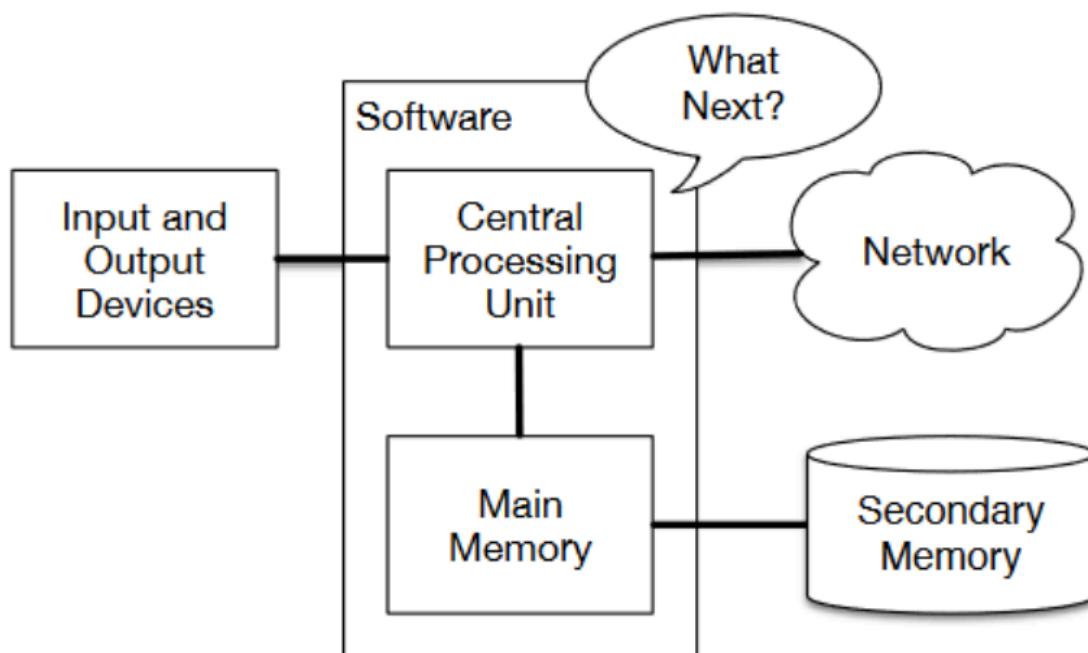 What
Next?
Software
Input and
Output
Devices
Central
Processing
Unit
Network
Main
Memory
Secondary
Memory